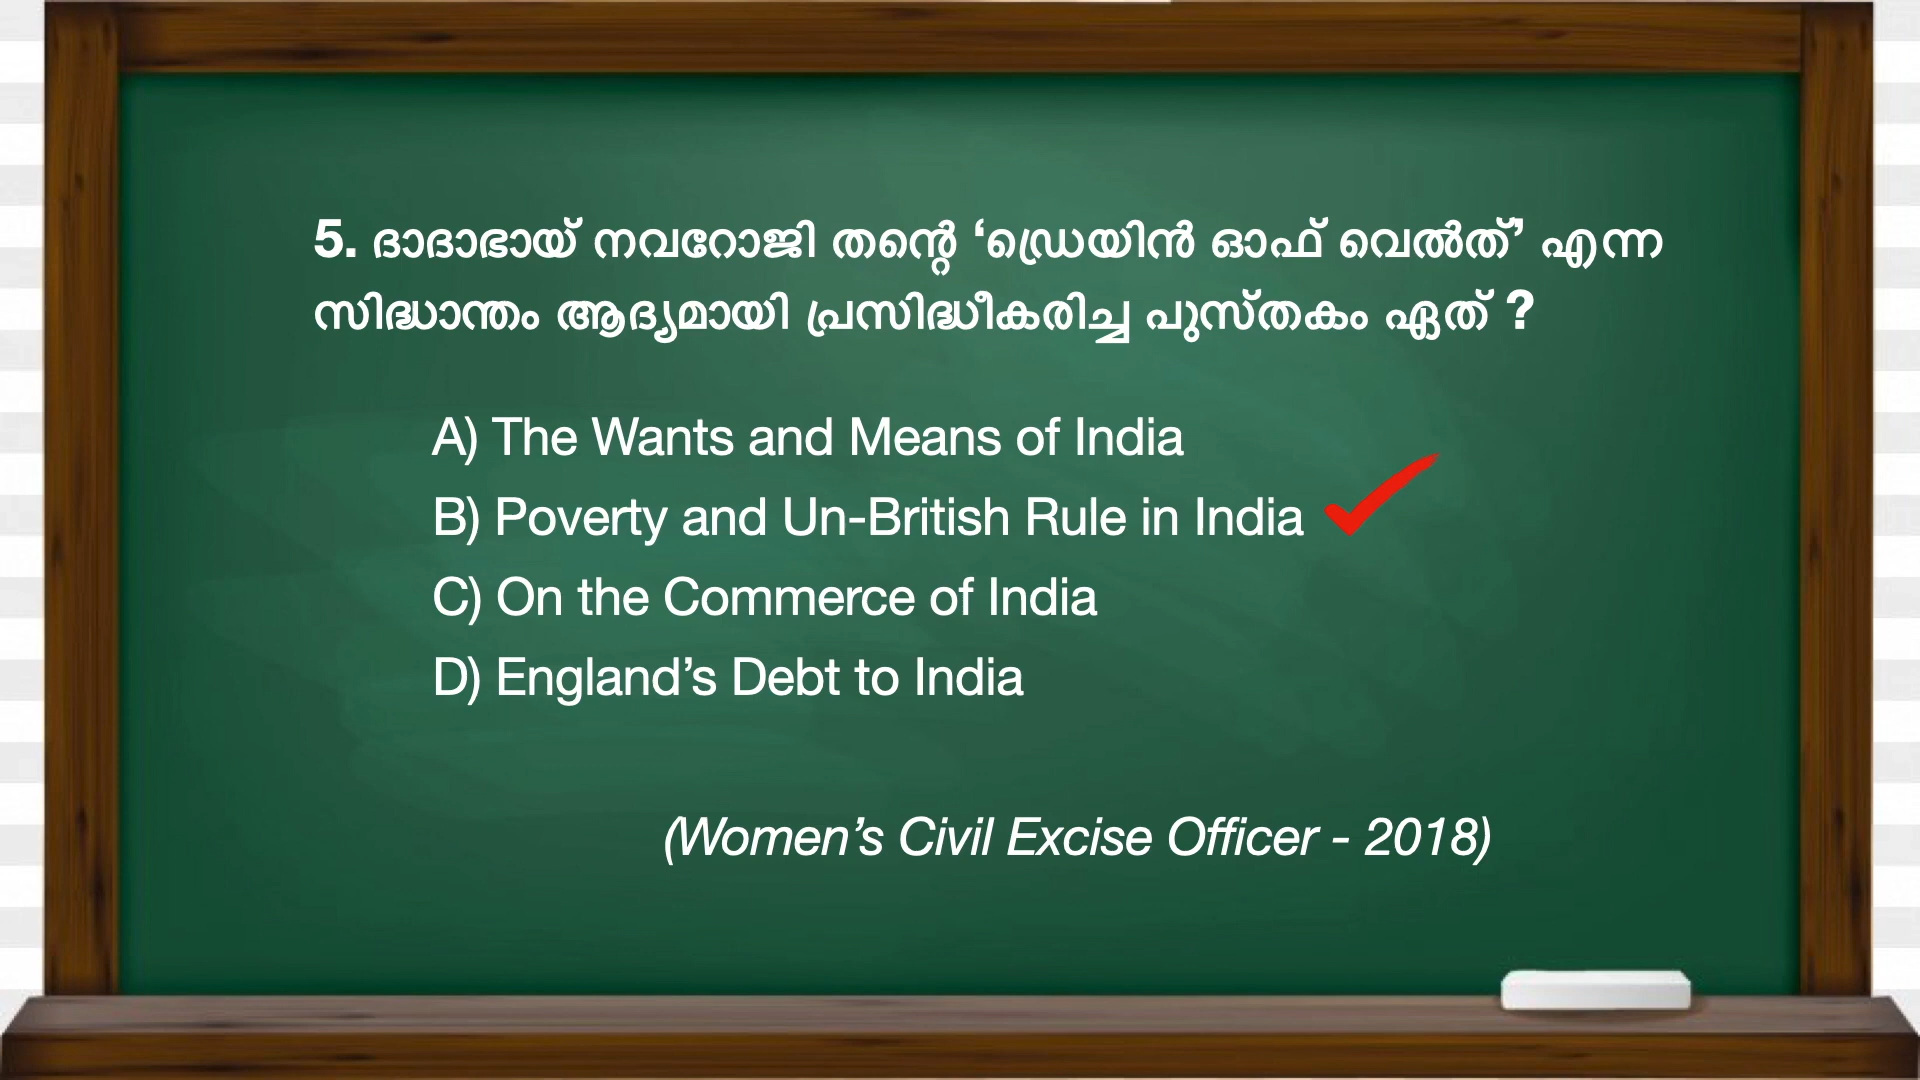 5. ദാദാഭായ് നവറോജി തന്റെ ‘ഡ്രെയിൻ ഓഫ് വെൽത്’ എന്ന
സിദ്ധാന്തം ആദ്യമായി പ്രസിദ്ധീകരിച്ച പുസ്തകം ഏത് ?
A) The Wants and Means of India
B) Poverty and Un-British Rule in India
C) On the Commerce of India
D) England’s Debt to India
(Women’s Civil Excise Officer - 2018)